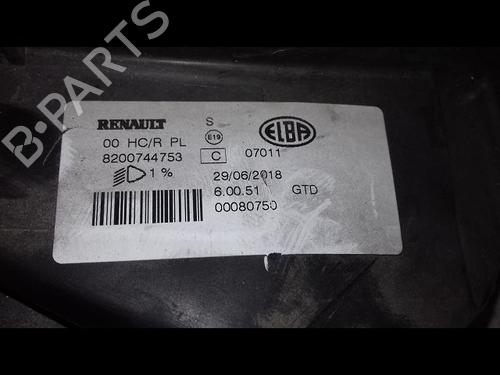 B-PARTS
RENAULT S E19 ELBA
00 HC/R PL C 07011
8200744753
1 % 29/06/2018
6.00.51 GTD
00080750